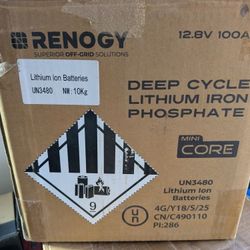 RENOGY
SUPERIOR OFF-GRID SOLUTIONS
12.8V 100A
Lithium Ion Batteries
UN3480 NW:10Kg
DEEP CYCLE
LITHIUM IRON
PHOSPHATE
MINI
CORE
9
UN3480
Lithium Ion
Batteries
un
4G/Y18/S/25
CN/C490110
PI:286